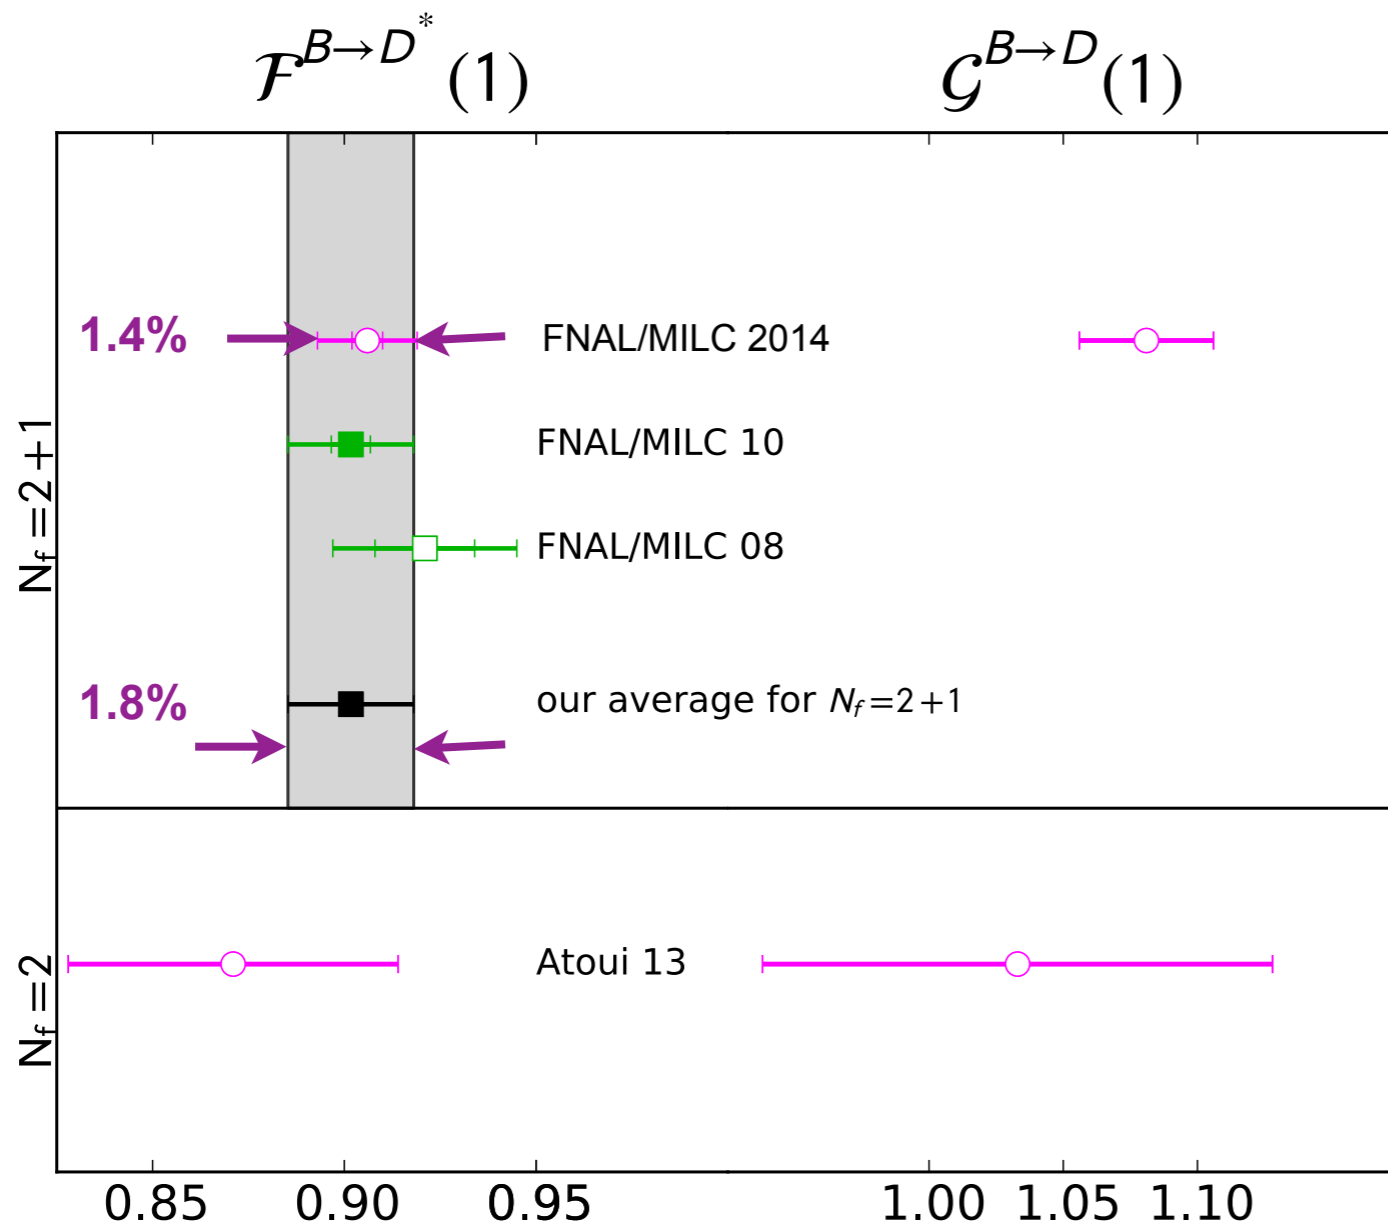 ℱ^{B→D*}(1) 𝒢^{B→D}(1)
1.4% FNAL/MILC 2014
FNAL/MILC 10
FNAL/MILC 08
N_f=2+1
1.8% our average for N_f=2+1
Atoui 13
N_f=2
0.85 0.90 0.95 1.00 1.05 1.10